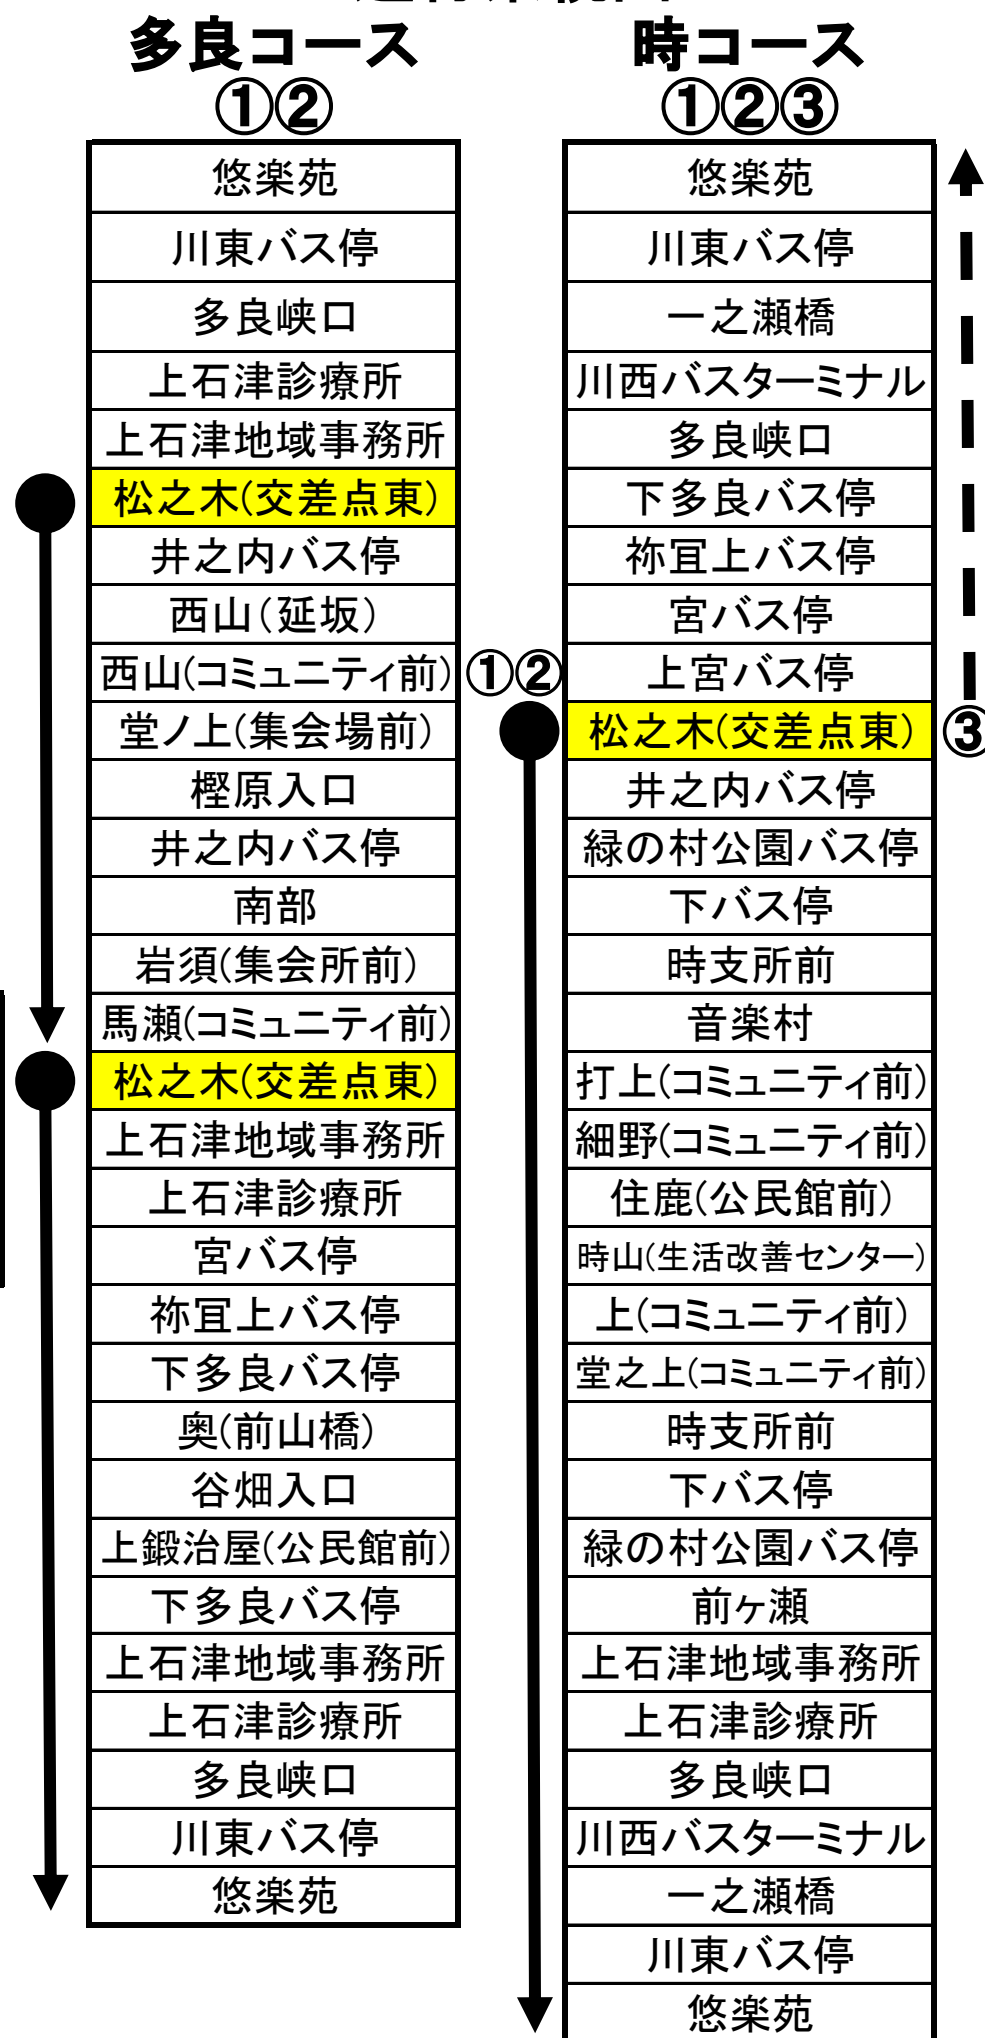 多良コース
①②
悠楽苑
川東バス停
多良峡口
上石津診療所
上石津地域事務所
松之木(交差点東)
井之内バス停
西山(延坂)
西山(コミュニティ前)
堂ノ上(集会場前)
樫原入口
井之内バス停
南部
岩須(集会所前)
馬瀬(コミュニティ前)
松之木(交差点東)
上石津地域事務所
上石津診療所
宮バス停
祢冝上バス停
下多良バス停
奥(前山橋)
谷畑入口
上鍛治屋(公民館前)
下多良バス停
上石津地域事務所
上石津診療所
多良峡口
川東バス停
悠楽苑
時コース
①②③
悠楽苑
川東バス停
一之瀬橋
川西バスターミナル
多良峡口
下多良バス停
祢冝上バス停
宮バス停
上宮バス停
①②
松之木(交差点東)
③
井之内バス停
緑の村公園バス停
下バス停
時支所前
音楽村
打上(コミュニティ前)
細野(コミュニティ前)
住鹿(公民館前)
時山(生活改善センター)
上(コミュニティ前)
堂之上(コミュニティ前)
時支所前
下バス停
緑の村公園バス停
前ヶ瀬
上石津地域事務所
上石津診療所
多良峡口
川西バスターミナル
一之瀬橋
川東バス停
悠楽苑